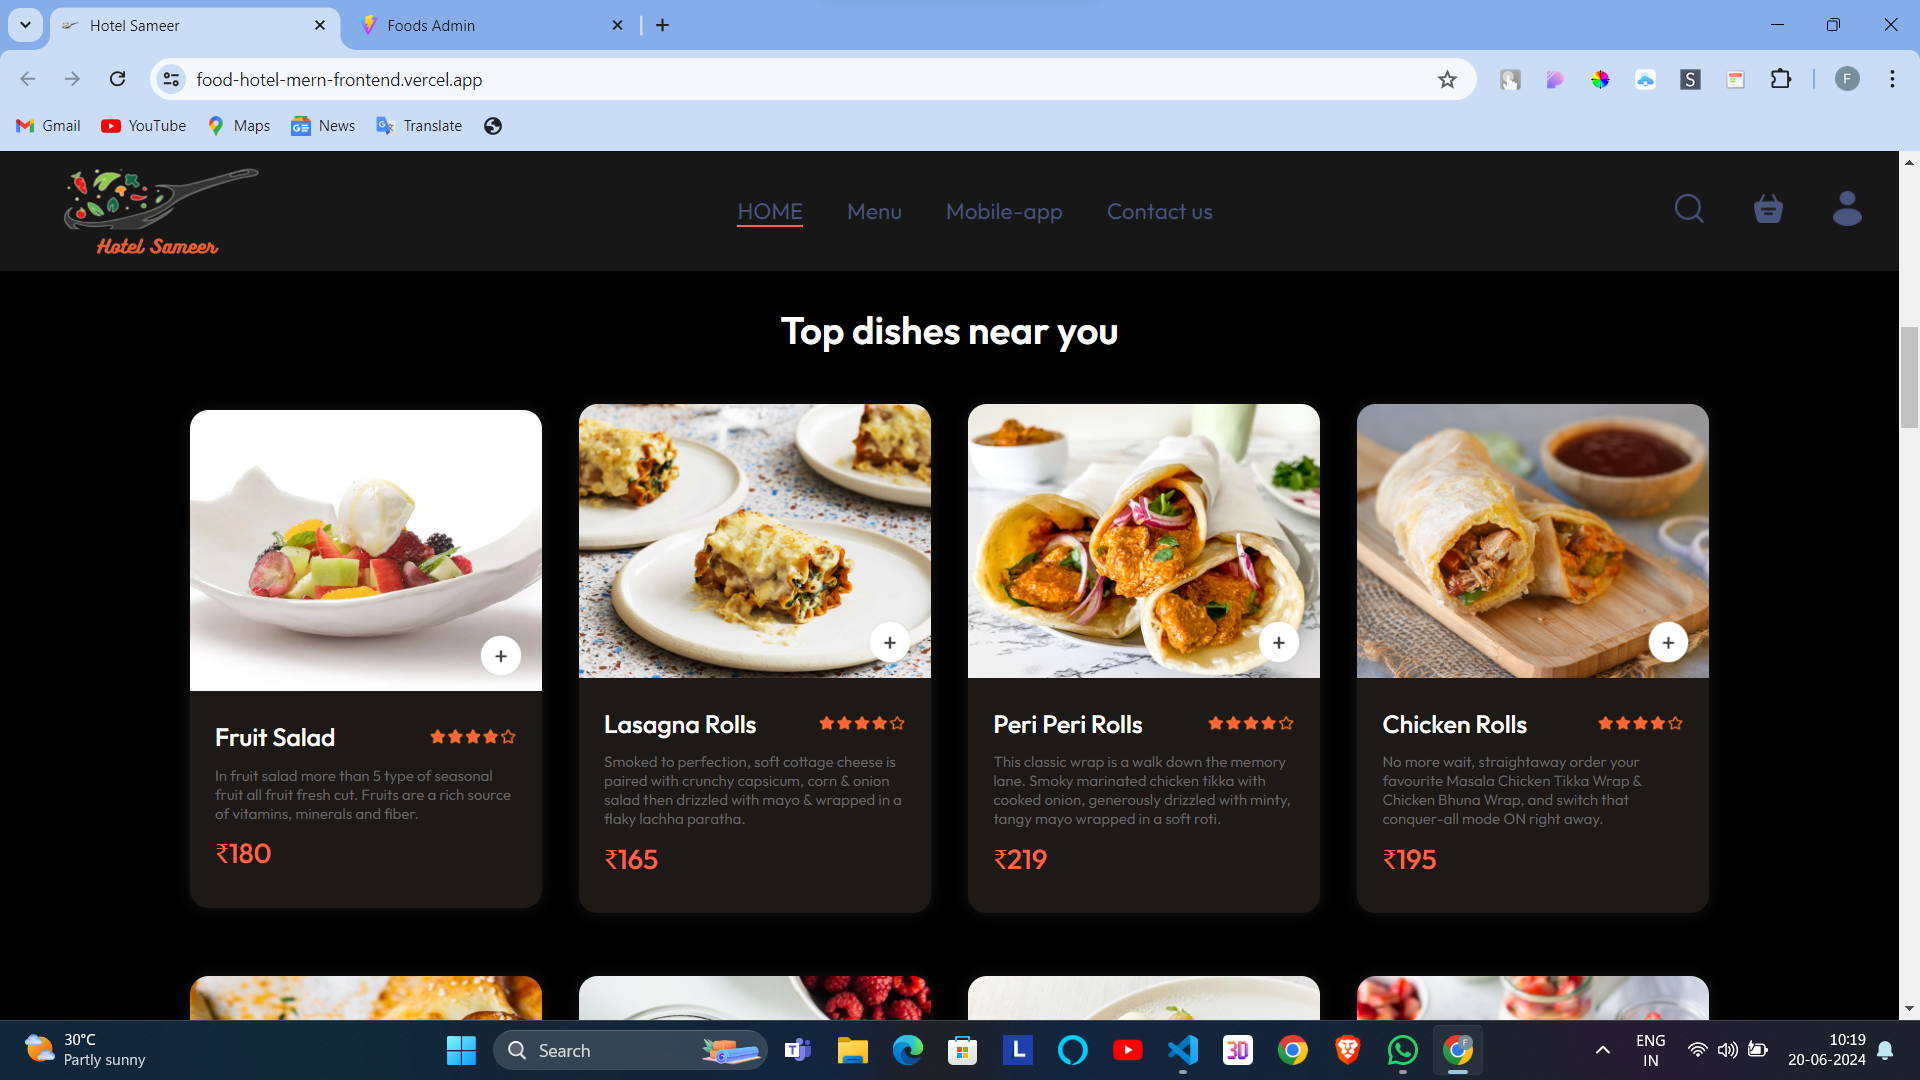 Hotel Sameer
Foods Admin
food-hotel-mern-frontend.vercel.app
F
S
Gmail
YouTube
Maps
News
Translate
Hotel Sameer
HOME
Menu
Mobile-app
Contact us
Top dishes near you
Fruit Salad
In fruit salad more than 5 type of seasonal
fruit all fruit fresh cut. Fruits are a rich source
of vitamins, minerals and fiber.
₹180
Lasagna Rolls
Smoked to perfection, soft cottage cheese is
paired with crunchy capsicum, corn & onion
salad then drizzled with mayo & wrapped in a
flaky lachha paratha.
₹165
Peri Peri Rolls
This classic wrap is a walk down the memory
lane. Smoky marinated chicken tikka with
cooked onion, generously drizzled with minty,
tangy mayo wrapped in a soft roti.
₹219
Chicken Rolls
No more wait, straightaway order your
favourite Masala Chicken Tikka Wrap &
Chicken Bhuna Wrap, and switch that
conquer-all mode ON right away.
₹195
30°C
Partly sunny
Search
L
30
F
ENG
IN
10:19
20-06-2024